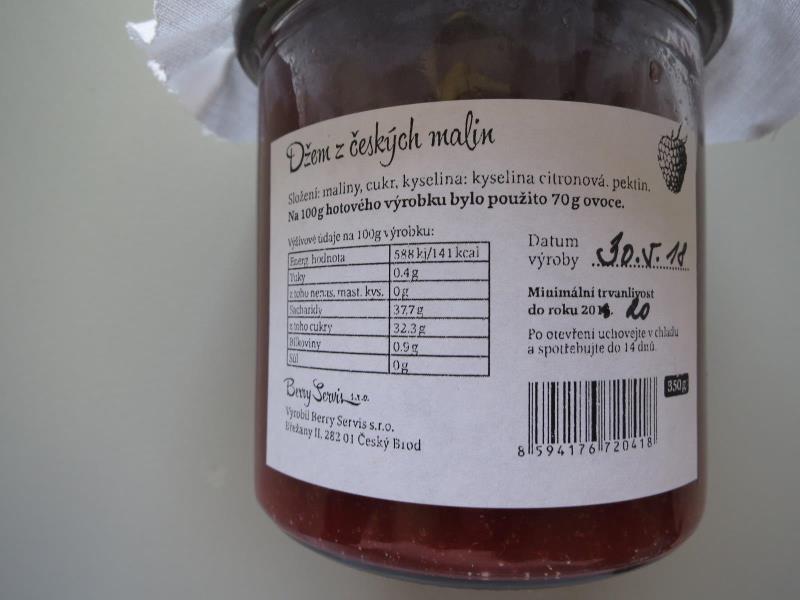 Džem z českých malin
Složení: maliny, cukr, kyselina: kyselina citronová, pektin.
Na 100g hotového výrobku bylo použito 70g ovoce.
Výživové údaje na 100g výrobku:
Energ. hodnota 588 kj/141 kcal
Tuky 0.4g
z toho nenas. mast. kys. 0g
Sacharidy 37.7g
z toho cukry 32.3g
Bílkoviny 0.9g
Sůl 0g
Berry Servis s.r.o.
Vyrobil Berry Servis s.r.o.
Břežany II, 282 01 Český Brod
Datum
výroby 30.5.18
Minimální trvanlivost
do roku 201 20
Po otevření uchovejte v chladu
a spotřebujte do 14 dnů.
350g
8 594176 720418